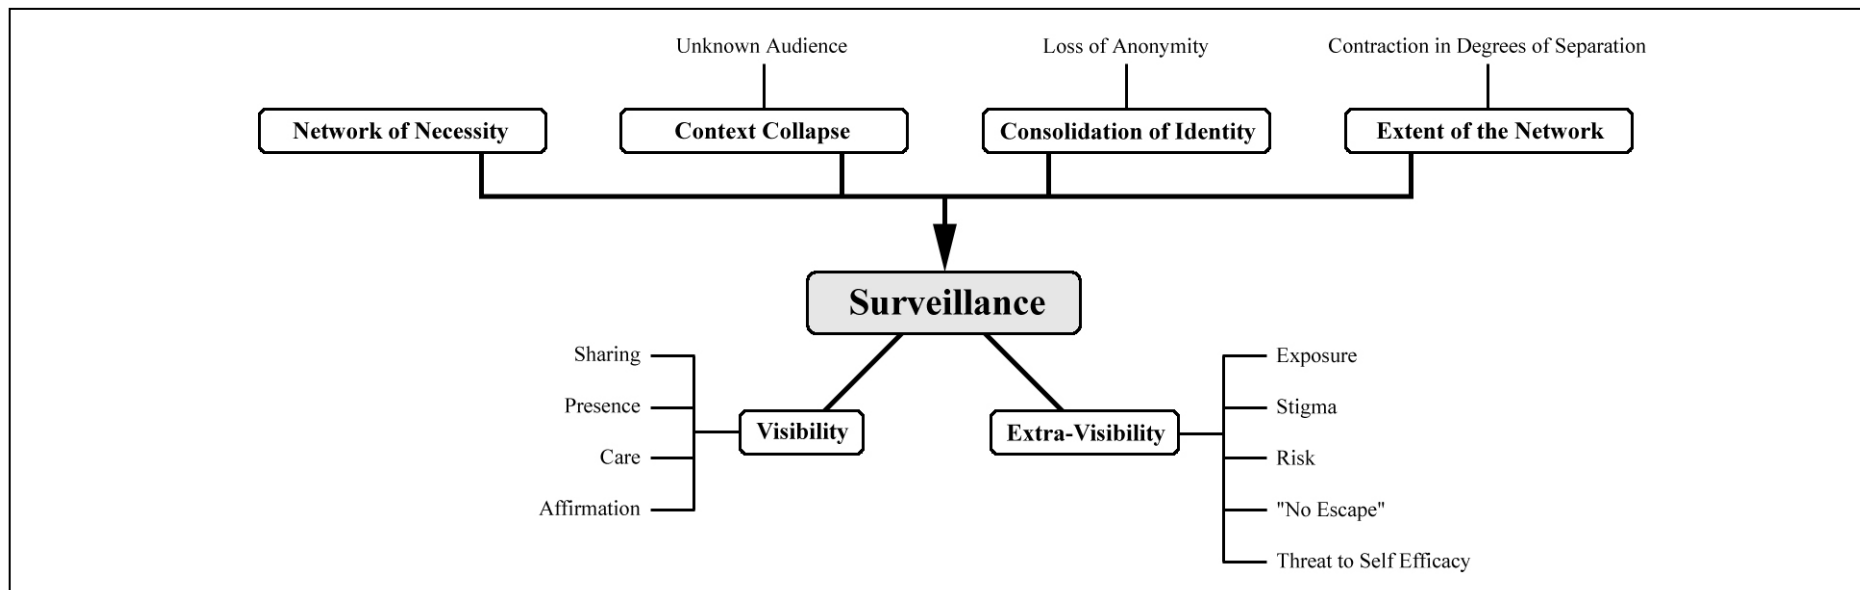 Unknown Audience
Loss of Anonymity
Contraction in Degrees of Separation
Network of Necessity
Context Collapse
Consolidation of Identity
Extent of the Network
Surveillance
Sharing
Presence
Care
Affirmation
Visibility
Extra-Visibility
Exposure
Stigma
Risk
"No Escape"
Threat to Self Efficacy